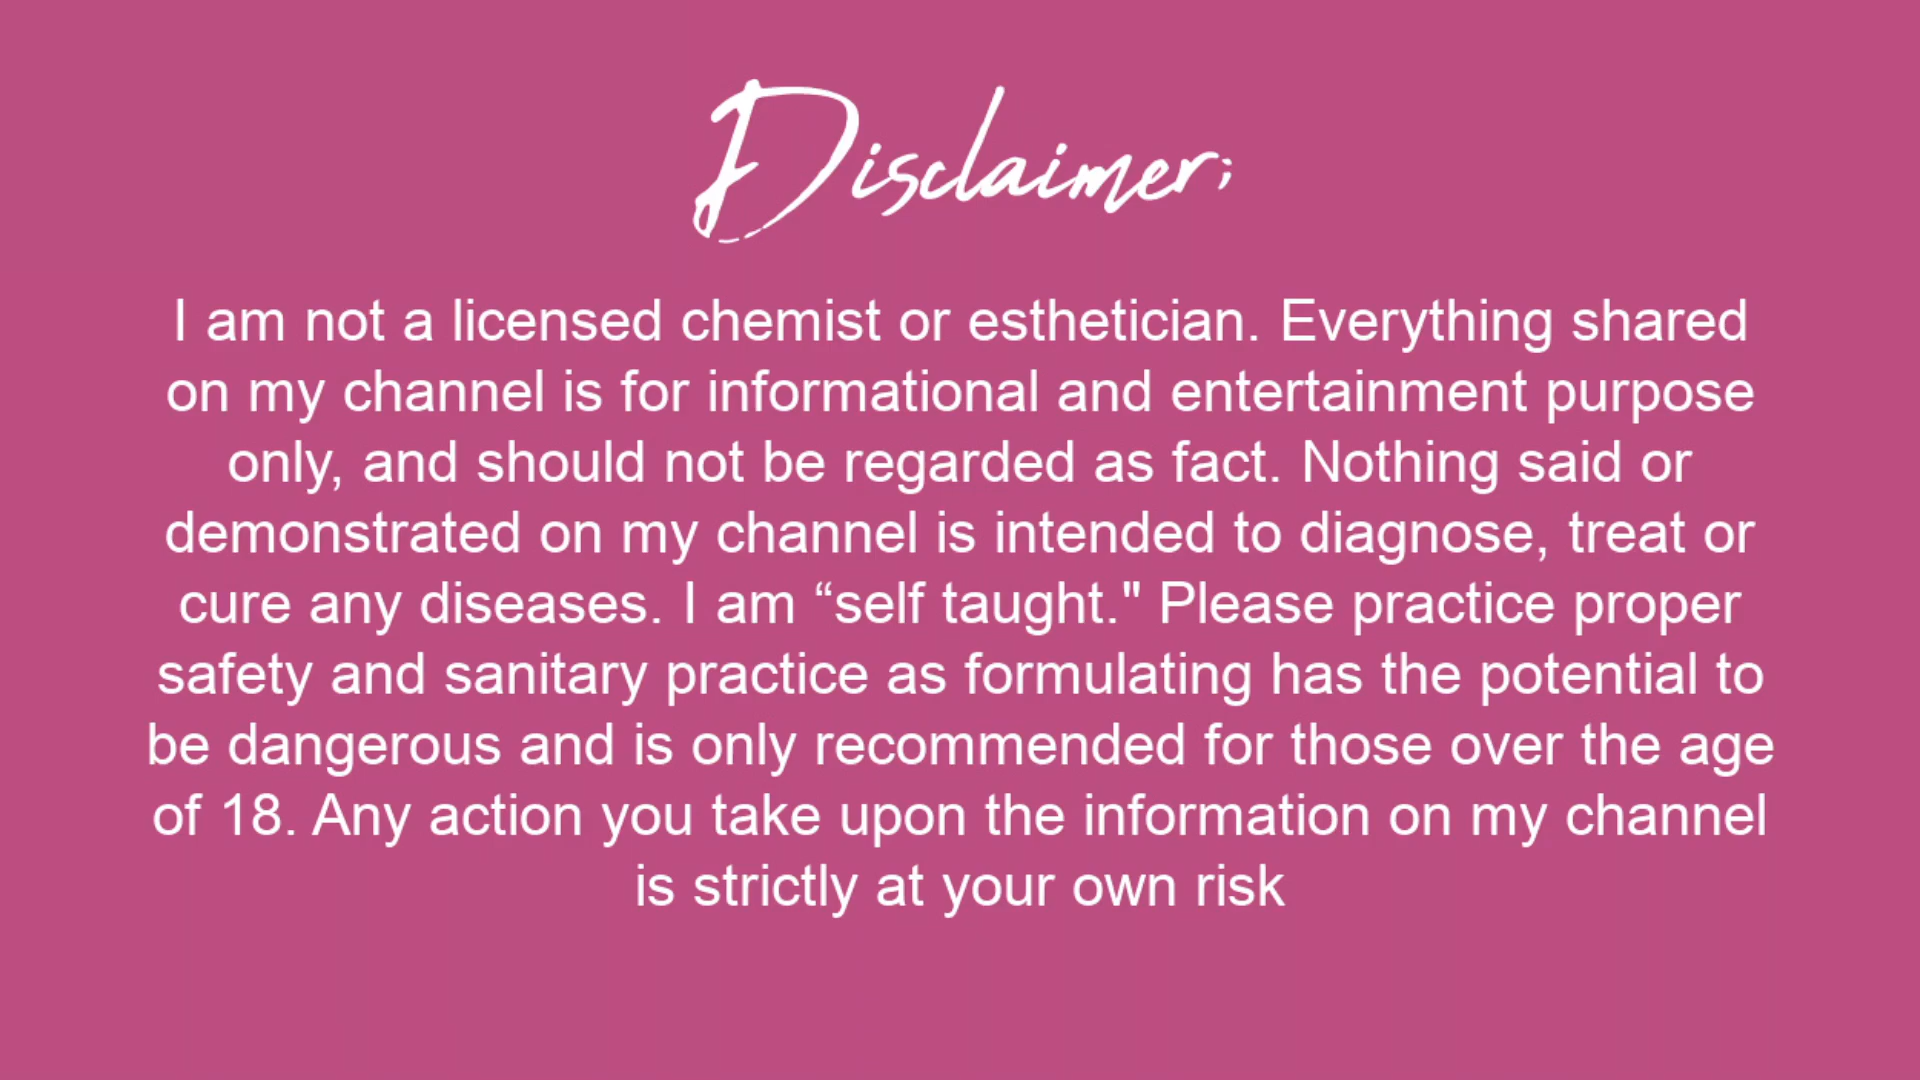 Disclaimer;
I am not a licensed chemist or esthetician. Everything shared
on my channel is for informational and entertainment purpose
only, and should not be regarded as fact. Nothing said or
demonstrated on my channel is intended to diagnose, treat or
cure any diseases. I am “self taught." Please practice proper
safety and sanitary practice as formulating has the potential to
be dangerous and is only recommended for those over the age
of 18. Any action you take upon the information on my channel
is strictly at your own risk